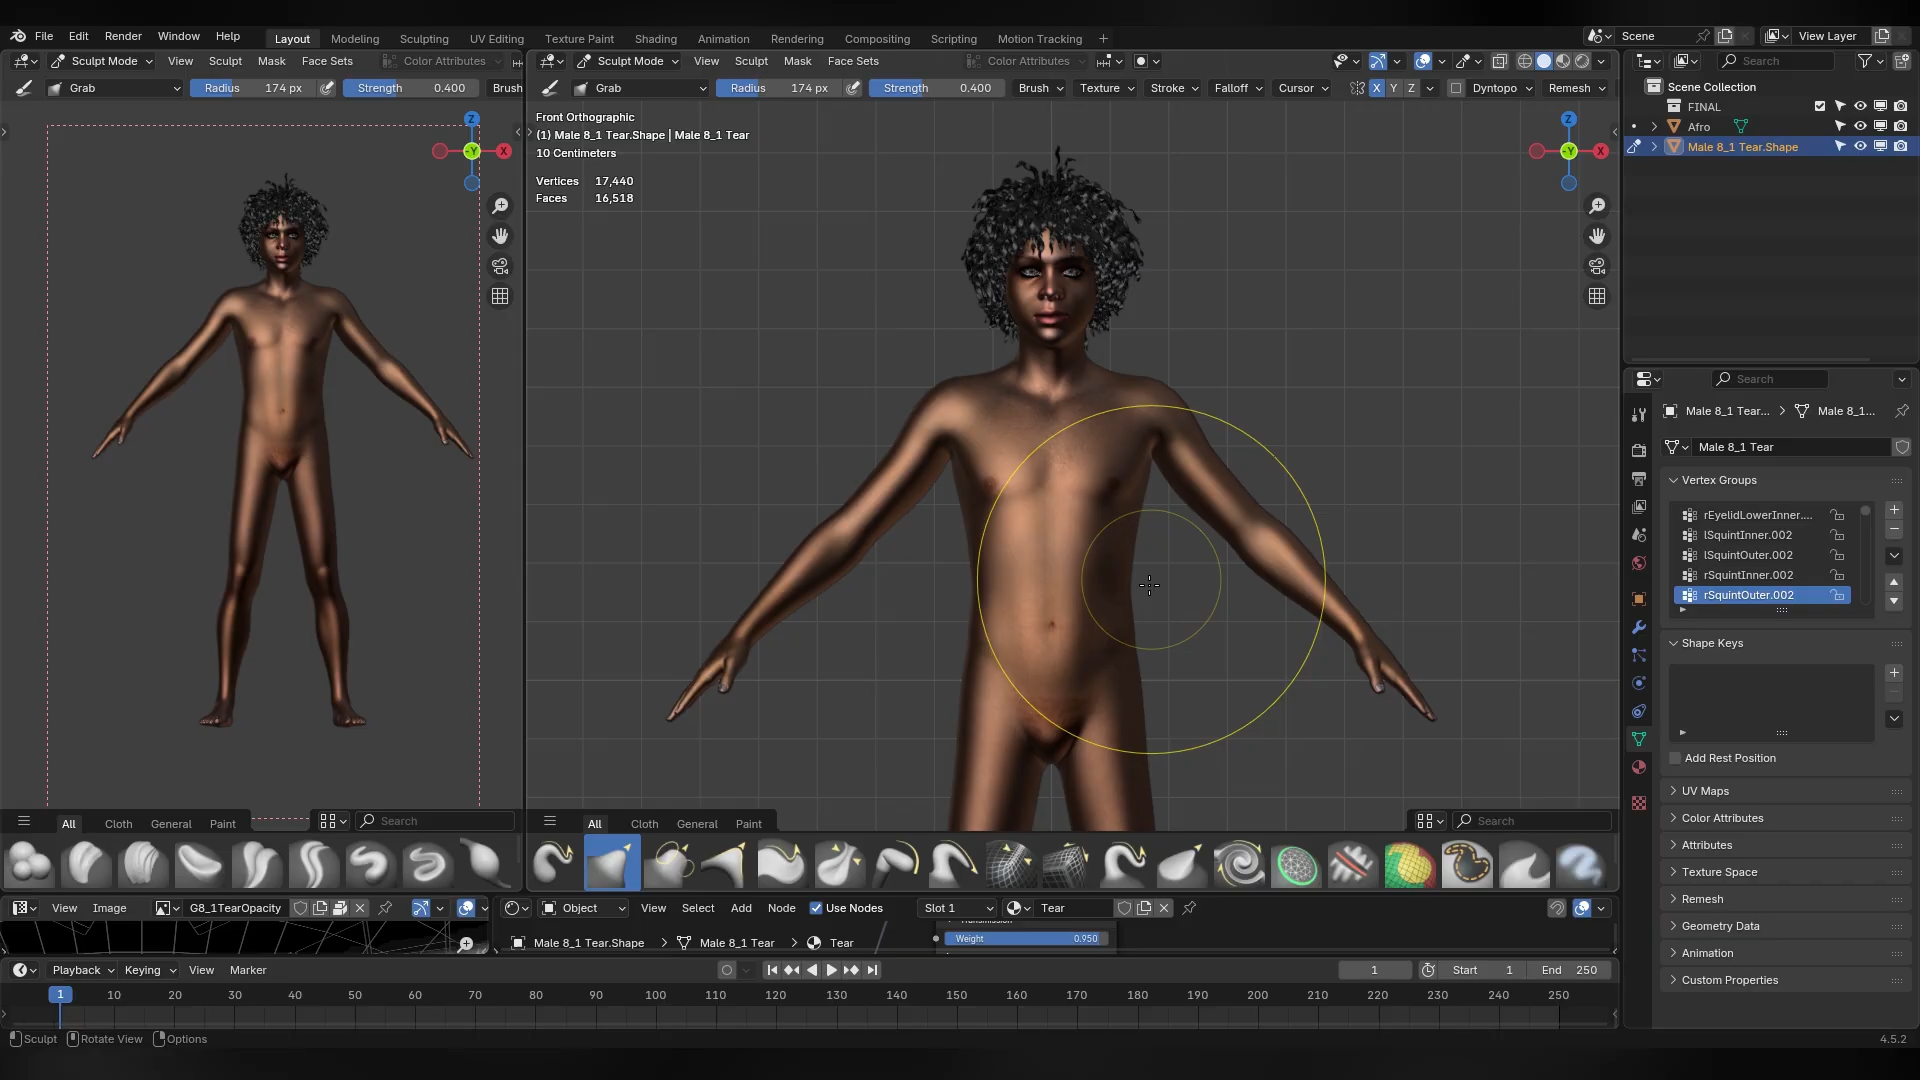 File Edit Render Window Help Layout Modeling Sculpting UV Editing Texture Paint Shading Animation Rendering Compositing Scripting Motion Tracking + Scene View Layer
Sculpt Mode View Sculpt Mask Face Sets Color Attributes
Grab Radius 174 px Strength 0.400 Brush
Sculpt Mode View Sculpt Mask Face Sets Color Attributes
Grab Radius 174 px Strength 0.400 Brush Texture Stroke Falloff Cursor X Y Z Dyntopo Remesh
Z
-Y X
Front Orthographic
(1) Male 8_1 Tear.Shape | Male 8_1 Tear
10 Centimeters
Vertices 17,440
Faces 16,518
Z
-Y X
Search
Scene Collection
FINAL
Afro
Male 8_1 Tear.Shape
Search
Male 8_1 Tear... > Male 8_1...
Male 8_1 Tear
Vertex Groups
rEyelidLowerInner....
lSquintInner.002
lSquintOuter.002
rSquintInner.002
rSquintOuter.002
Shape Keys
Add Rest Position
UV Maps
Color Attributes
Attributes
Texture Space
Remesh
Geometry Data
Animation
Custom Properties
All Cloth General Paint Search
All Cloth General Paint Search
View Image G8_1TearOpacity
Object View Select Add Node Use Nodes Slot 1 Tear
Male 8_1 Tear.Shape > Male 8_1 Tear > Tear
Weight 0.950
Playback Keying View Marker 1 Start 1 End 250
1 10 20 30 40 50 60 70 80 90 100 110 120 130 140 150 160 170 180 190 200 210 220 230 240 250
Sculpt Rotate View Options 4.5.2